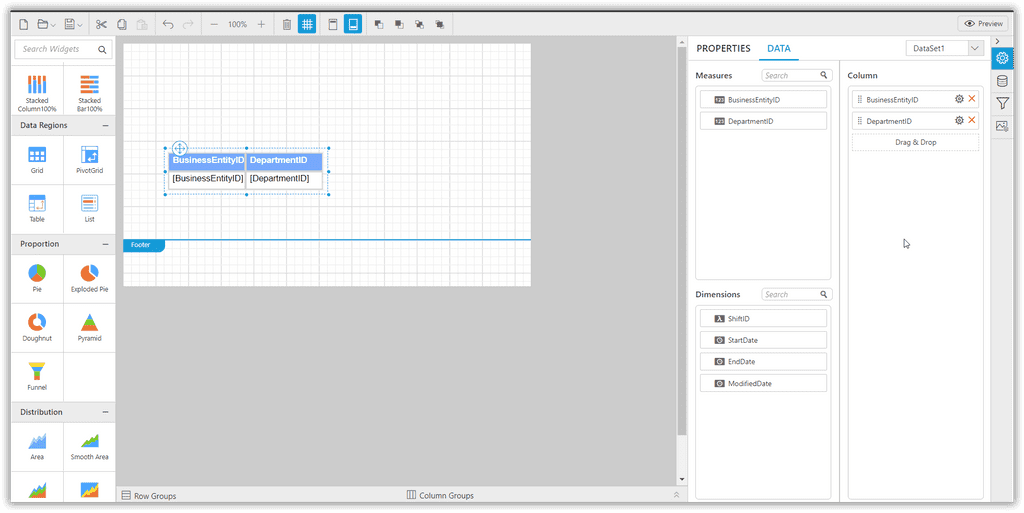 100%
Preview
Search Widgets
Stacked Column100%
Stacked Bar100%
Data Regions
Grid
PivotGrid
Table
List
Proportion
Pie
Exploded Pie
Doughnut
Pyramid
Funnel
Distribution
Area
Smooth Area
BusinessEntityID
DepartmentID
[BusinessEntityID]
[DepartmentID]
Footer
Row Groups
Column Groups
PROPERTIES
DATA
DataSet1
Measures
Search
123 BusinessEntityID
123 DepartmentID
Dimensions
Search
ShiftID
StartDate
EndDate
ModifiedDate
Column
BusinessEntityID
DepartmentID
Drag & Drop